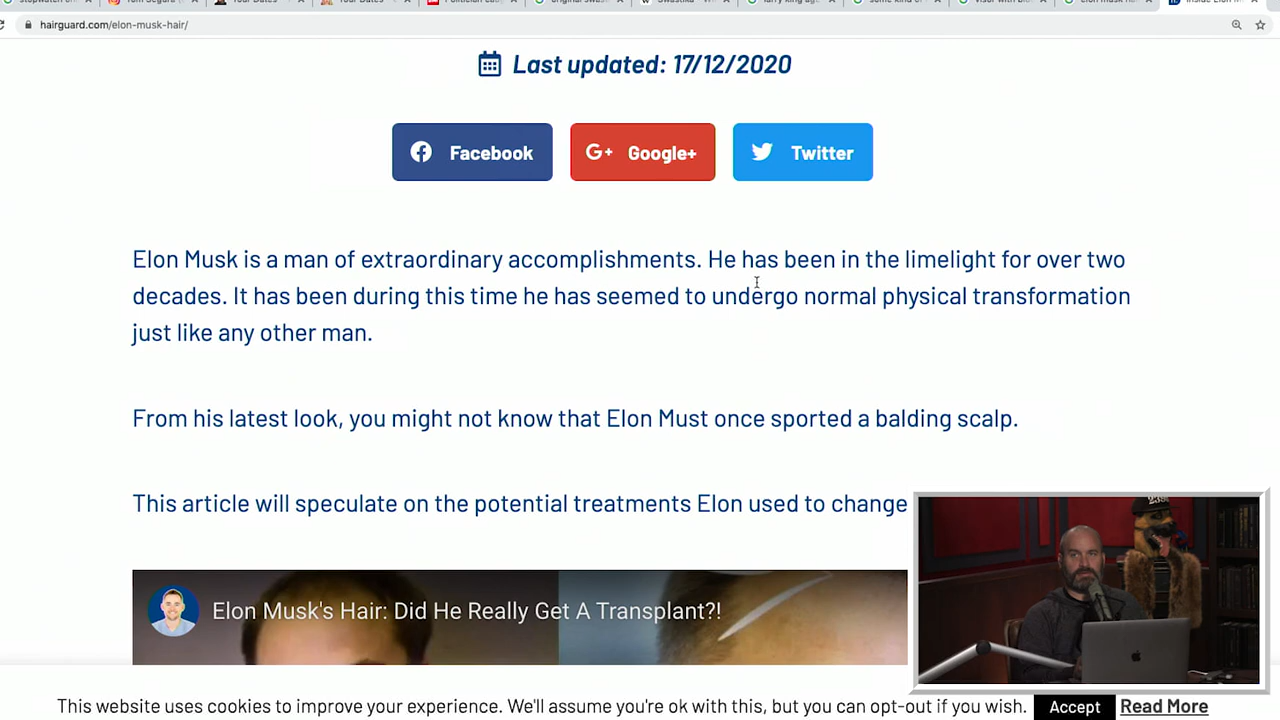 hairguard.com/elon-musk-hair/
Last updated: 17/12/2020
Facebook
G+ Google+
Twitter
Elon Musk is a man of extraordinary accomplishments. He has been in the limelight for over two
decades. It has been during this time he has seemed to undergo normal physical transformation
just like any other man.
From his latest look, you might not know that Elon Must once sported a balding scalp.
This article will speculate on the potential treatments Elon used to change
Elon Musk's Hair: Did He Really Get A Transplant?!
This website uses cookies to improve your experience. We'll assume you're ok with this, but you can opt-out if you wish.
Accept
Read More